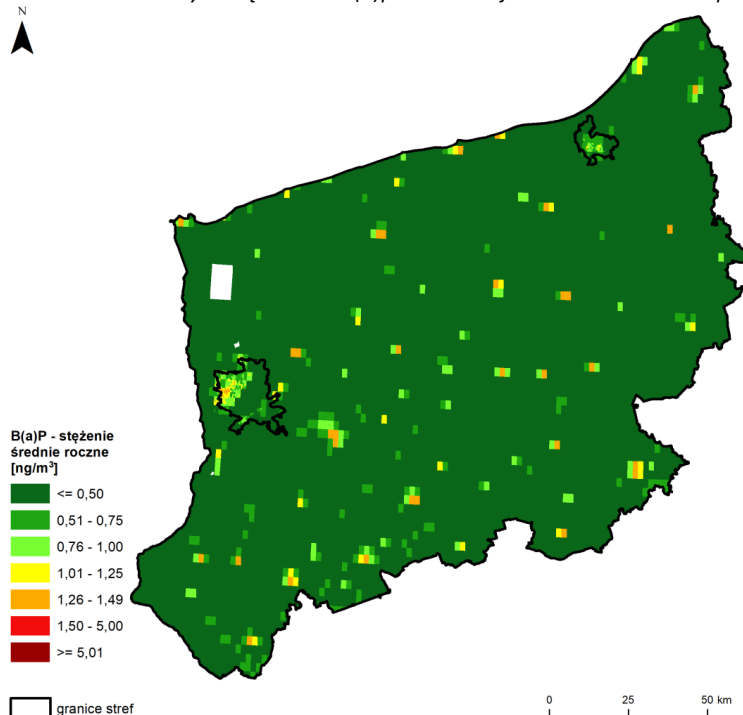 N
B(a)P - stężenie
średnie roczne
[ng/m³]
<= 0,50
0,51 - 0,75
0,76 - 1,00
1,01 - 1,25
1,26 - 1,49
1,50 - 5,00
>= 5,01
granice stref
0 25 50 km